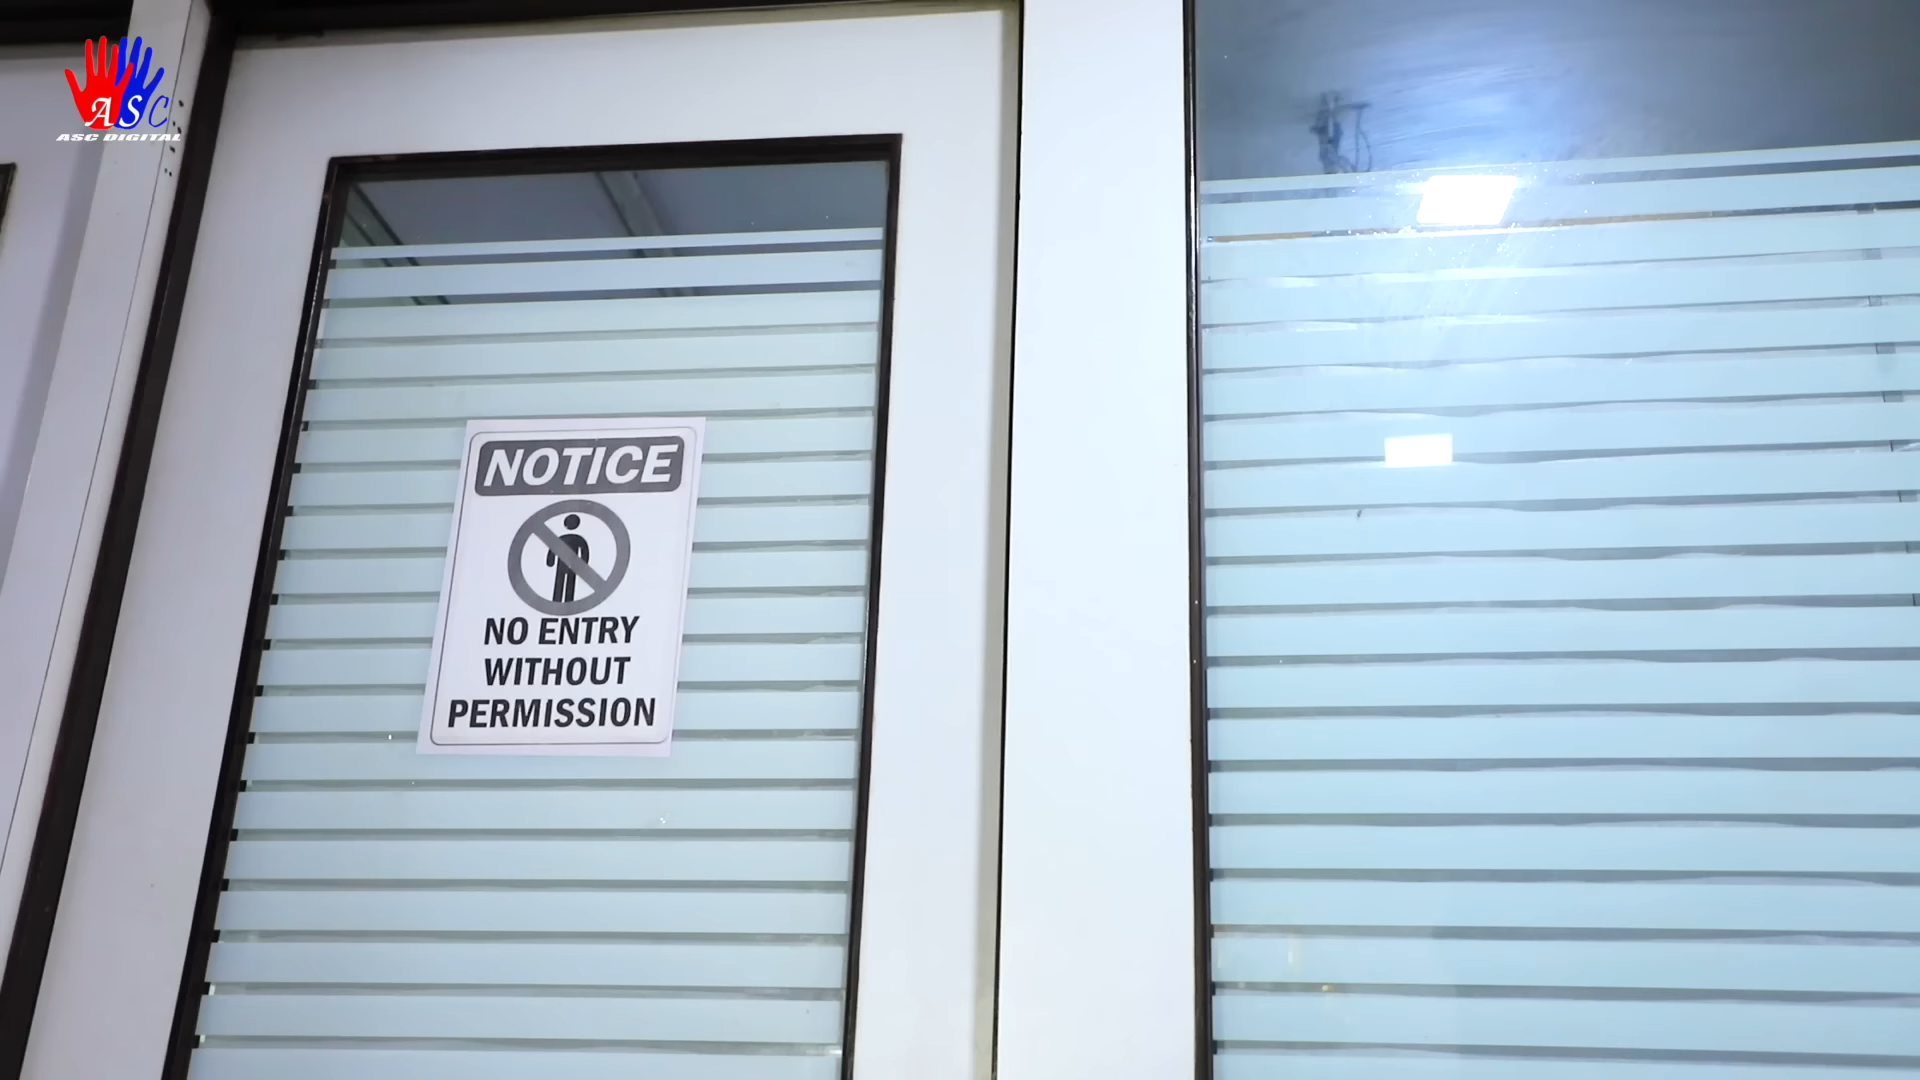 ASC
ASC DIGITAL
NOTICE
NO ENTRY
WITHOUT
PERMISSION